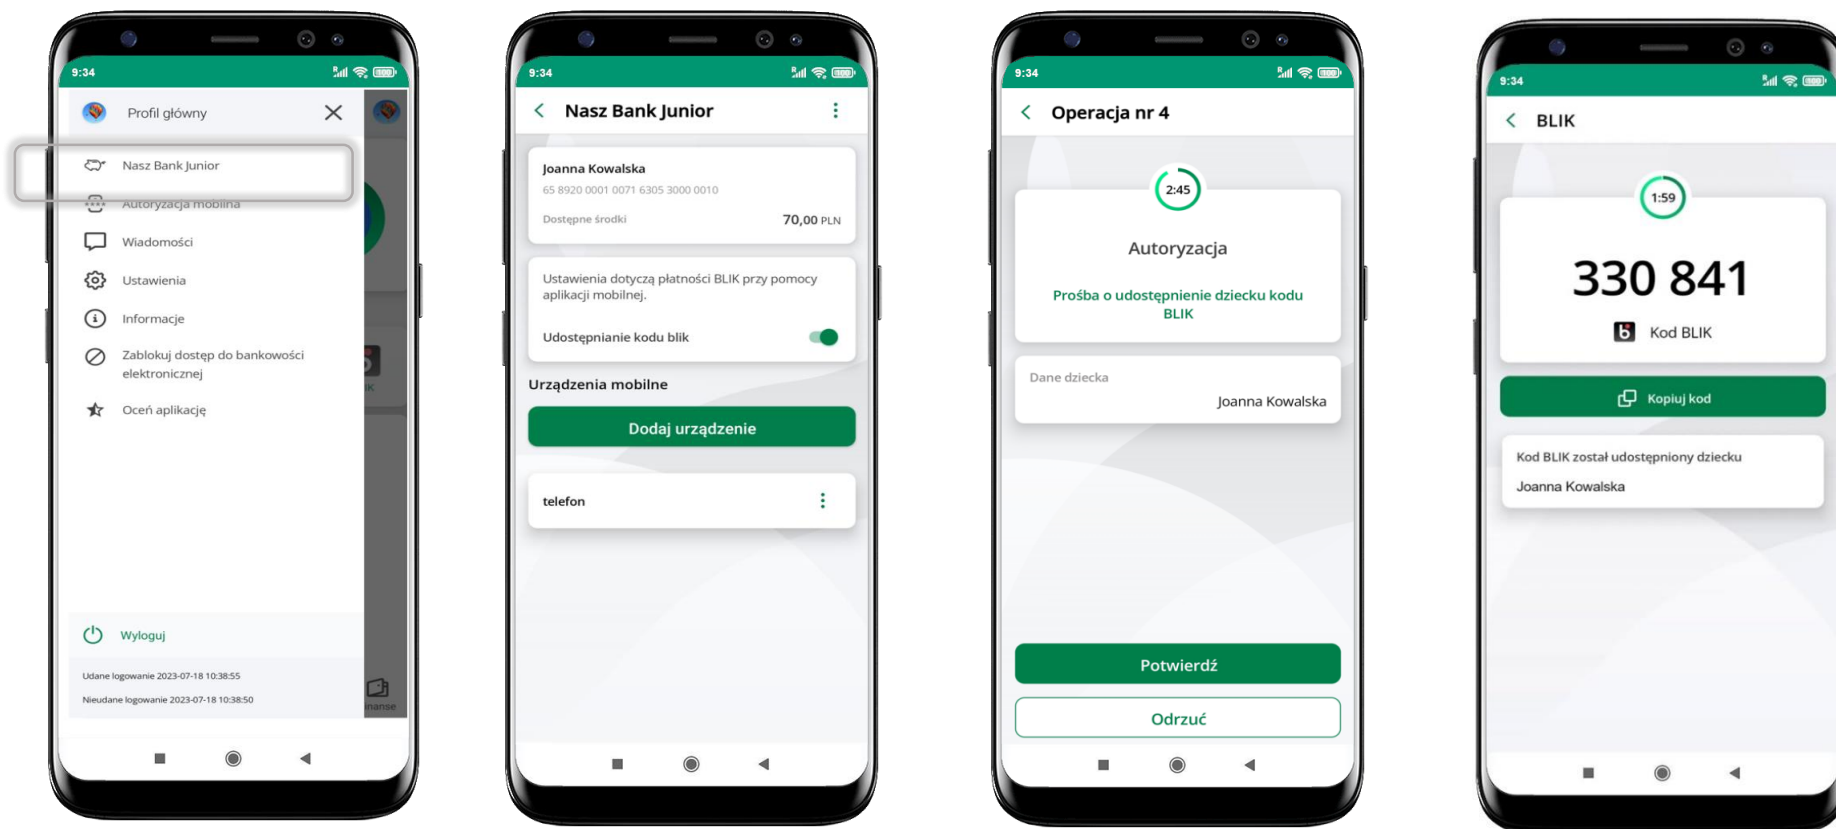 9:34
Profil główny
Nasz Bank Junior
Autoryzacja mobilna
Wiadomości
Ustawienia
Informacje
Zablokuj dostęp do bankowości
elektronicznej
Oceń aplikację
Wyloguj
Udane logowanie 2023-07-18 10:38:55
Nieudane logowanie 2023-07-18 10:38:50
IK
inanse
9:34
Nasz Bank Junior
Joanna Kowalska
65 8920 0001 0071 6305 3000 0010
Dostępne środki 70,00 PLN
Ustawienia dotyczą płatności BLIK przy pomocy
aplikacji mobilnej.
Udostępnianie kodu blik
Urządzenia mobilne
Dodaj urządzenie
telefon
9:34
Operacja nr 4
2:45
Autoryzacja
Prośba o udostępnienie dziecku kodu
BLIK
Dane dziecka
Joanna Kowalska
Potwierdź
Odrzuć
9:34
BLIK
1:59
330 841
Kod BLIK
Kopiuj kod
Kod BLIK został udostępniony dziecku
Joanna Kowalska